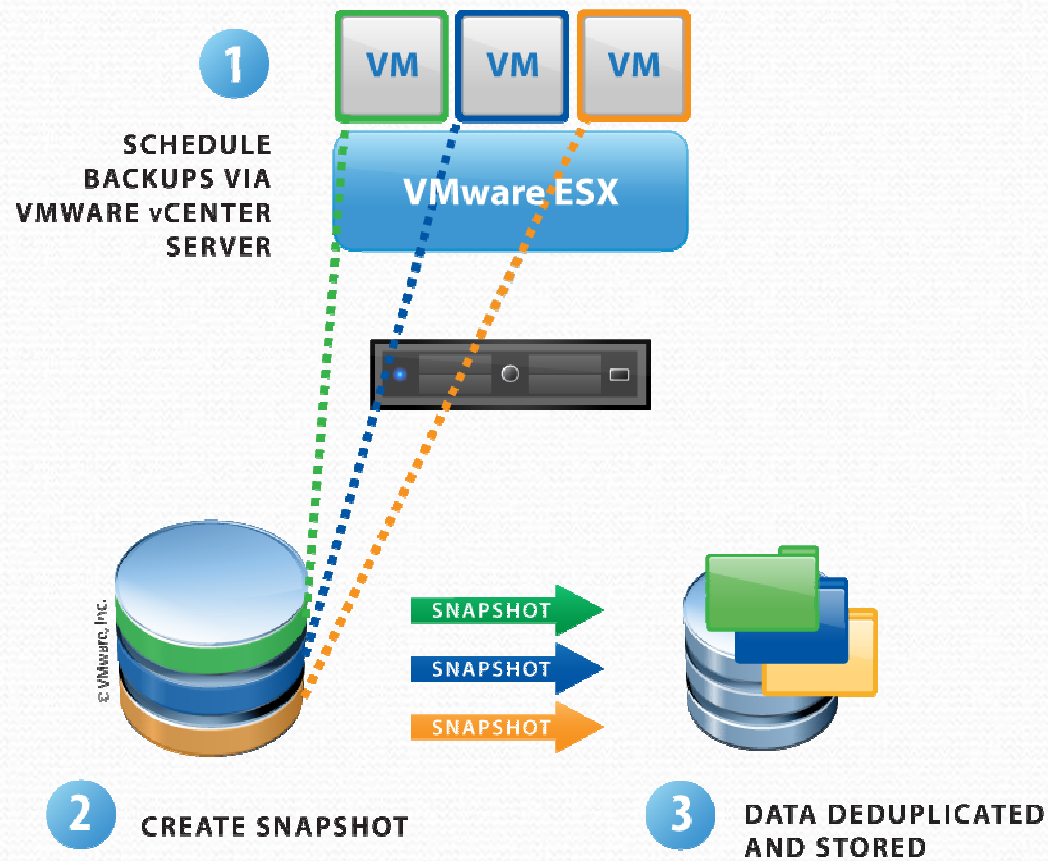 1
SCHEDULE
BACKUPS VIA
VMWARE vCENTER
SERVER
VM
VM
VM
VMware ESX
© VMware, Inc.
SNAPSHOT
SNAPSHOT
SNAPSHOT
2
CREATE SNAPSHOT
3
DATA DEDUPLICATED
AND STORED